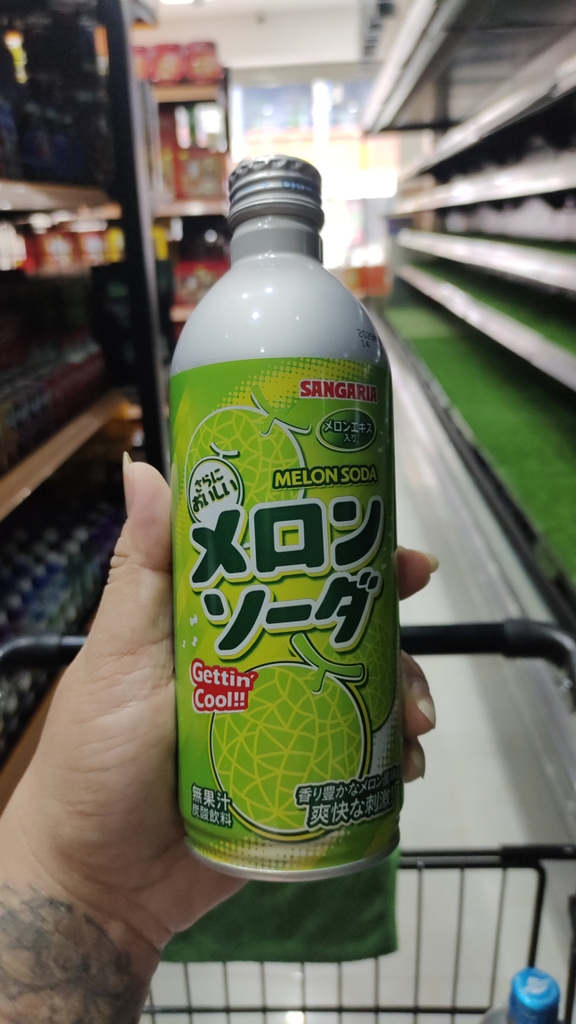 SANGARIA
メロンエキス
入り
さらに
おいしい
MELON SODA
メロン
ソーダ
Gettin'
Cool!!
無果汁
炭酸飲料
香り豊かなメロン
爽快な刺激